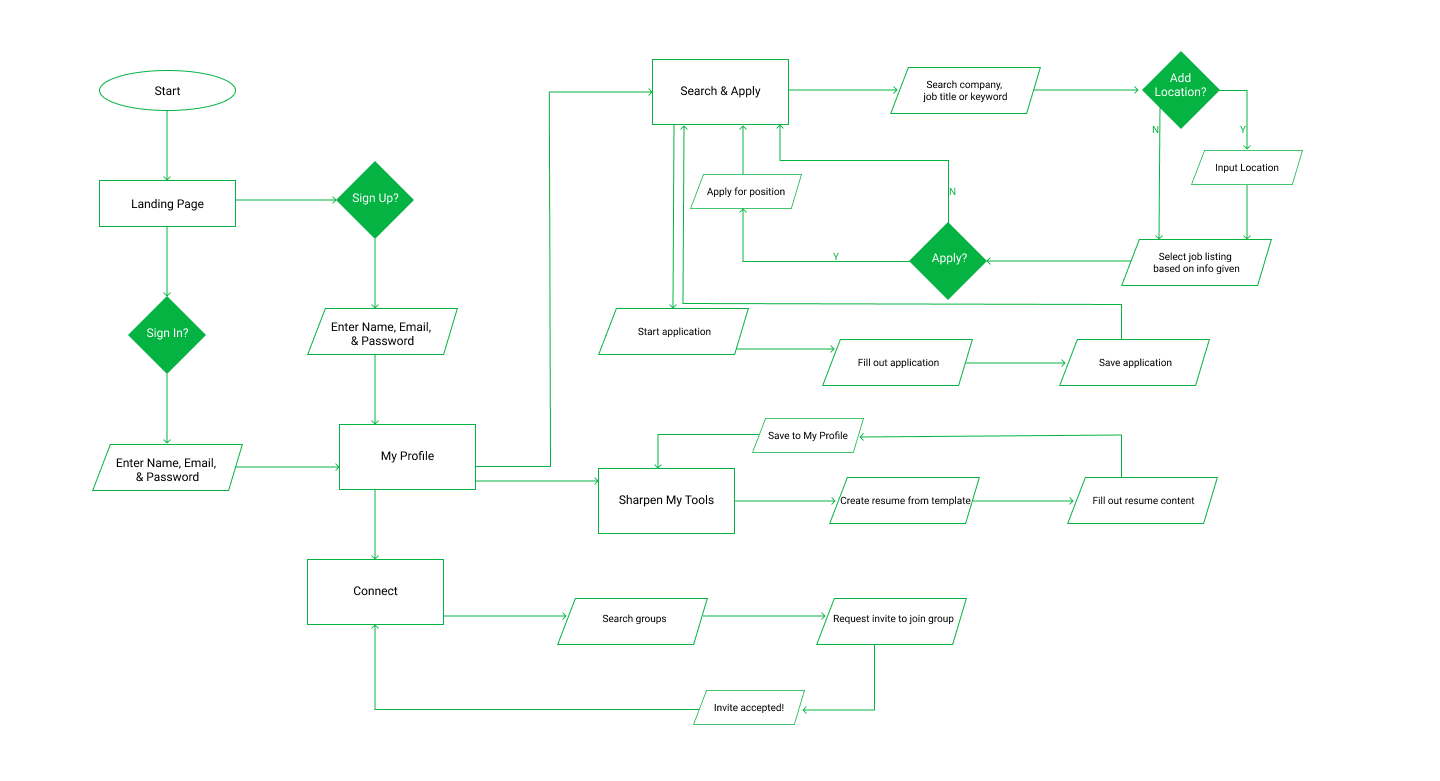 Start
Landing Page
Sign Up?
Sign In?
Enter Name, Email,
& Password
Enter Name, Email,
& Password
My Profile
Search & Apply
Search company,
job title or keyword
Add
Location?
N
Y
Input Location
Select job listing
based on info given
Apply?
N
Y
Apply for position
Start application
Fill out application
Save application
Save to My Profile
Sharpen My Tools
Create resume from template
Fill out resume content
Connect
Search groups
Request invite to join group
Invite accepted!